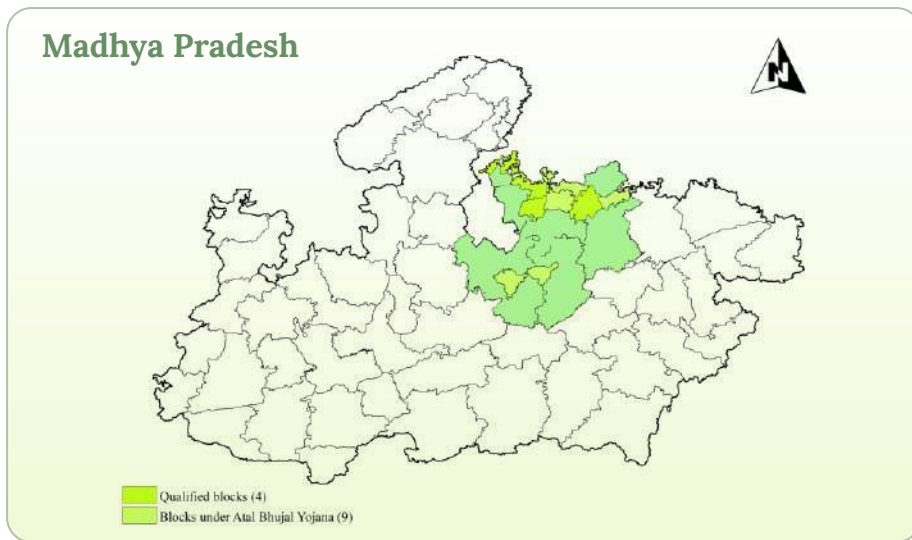 Madhya Pradesh
N
Qualified blocks (4)
Blocks under Atal Bhujal Yojana (9)